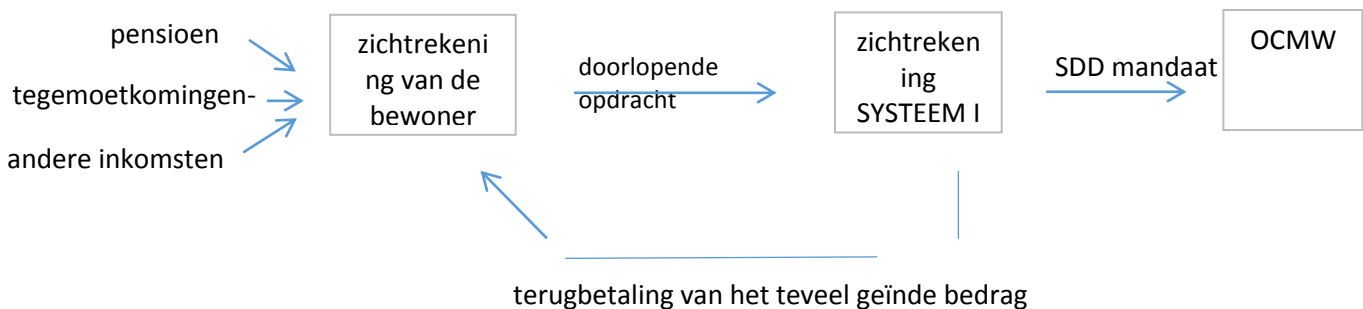 pensioen
tegemoetkomingen-
andere inkomsten
zichtrekeni
ng van de
bewoner
doorlopende
opdracht
zichtreken
ing
SYSTEEM I
SDD mandaat
OCMW
terugbetaling van het teveel geïnde bedrag